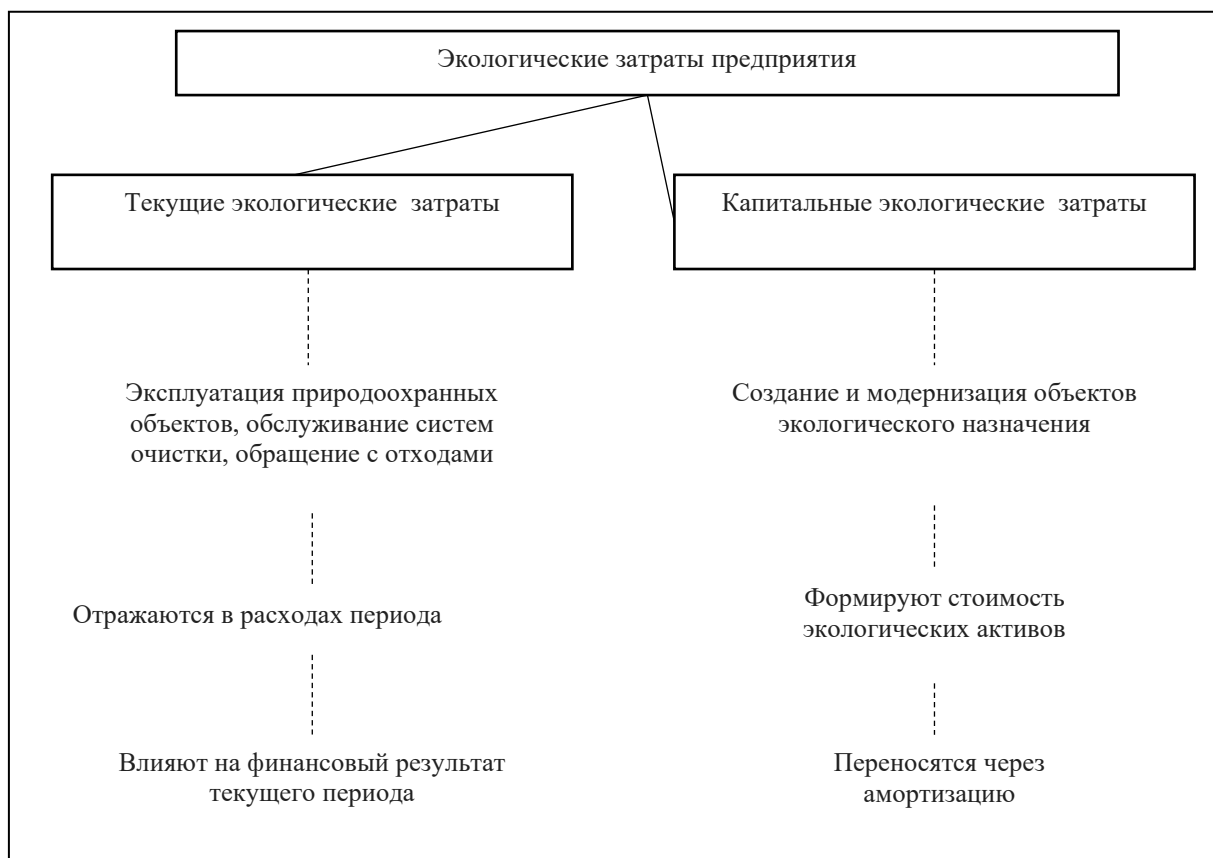 Экологические затраты предприятия
Текущие экологические затраты
Капитальные экологические затраты
Эксплуатация природоохранных
объектов, обслуживание систем
очистки, обращение с отходами
Создание и модернизация объектов
экологического назначения
Отражаются в расходах периода
Формируют стоимость
экологических активов
Влияют на финансовый результат
текущего периода
Переносятся через
амортизацию